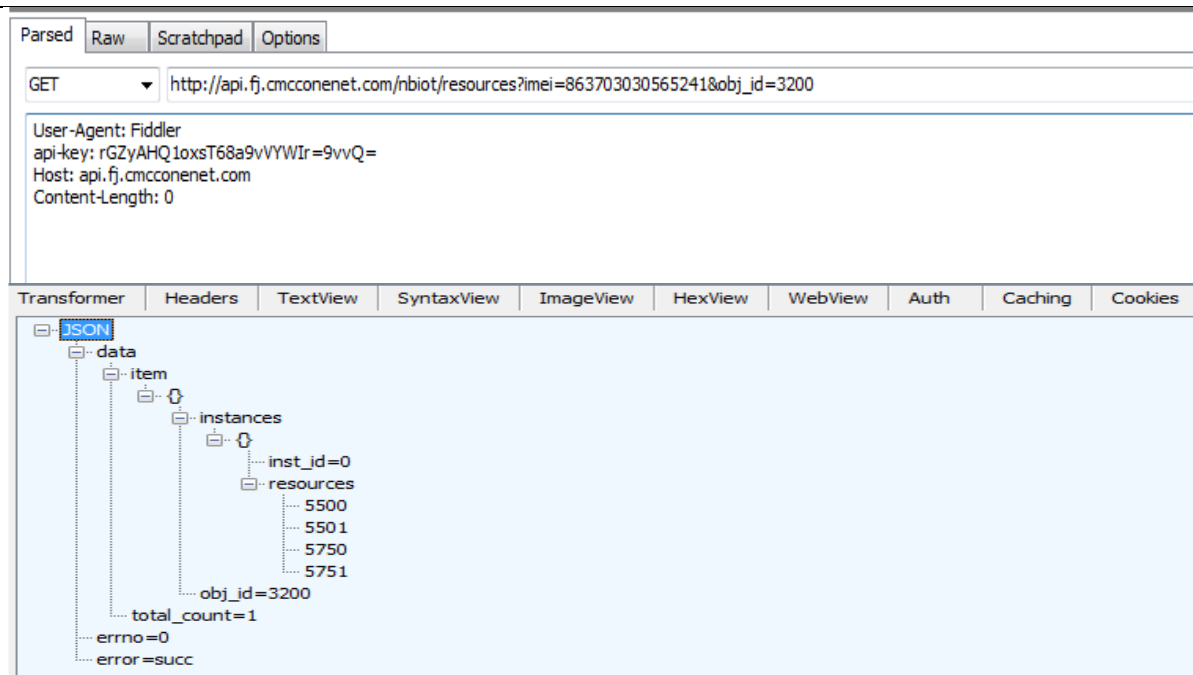 Parsed Raw Scratchpad Options
GET http://api.fj.cmcconenet.com/nbiot/resources?imei=863703030565241&obj_id=3200
User-Agent: Fiddler
api-key: rGZyAHQ1oxsT68a9vVYWIr=9vvQ=
Host: api.fj.cmcconenet.com
Content-Length: 0
Transformer Headers TextView SyntaxView ImageView HexView WebView Auth Caching Cookies
JSON
data
item
{}
instances
{}
inst_id=0
resources
5500
5501
5750
5751
obj_id=3200
total_count=1
errno=0
error=succ